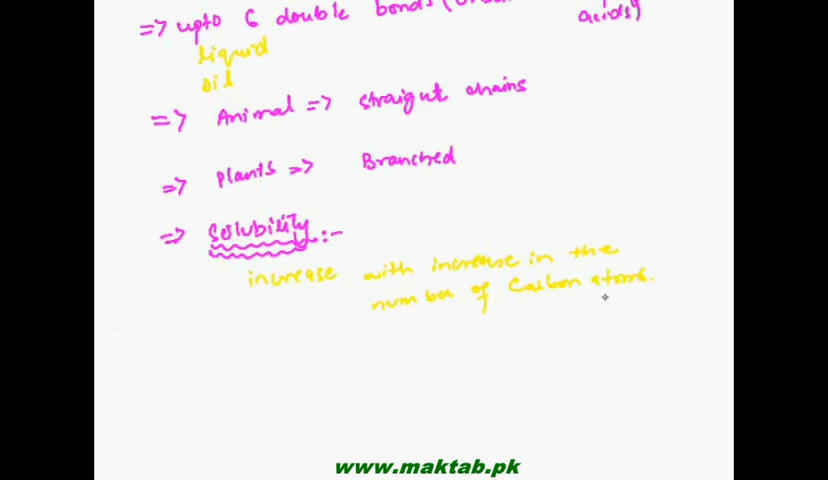 => upto 6 double bonds (
acids)
liquid
oil
=> Animal => straight chains
=> Plants => Branched
=> Solubility :-
increase with increase in the
number of Carbon atoms.
www.maktab.pk